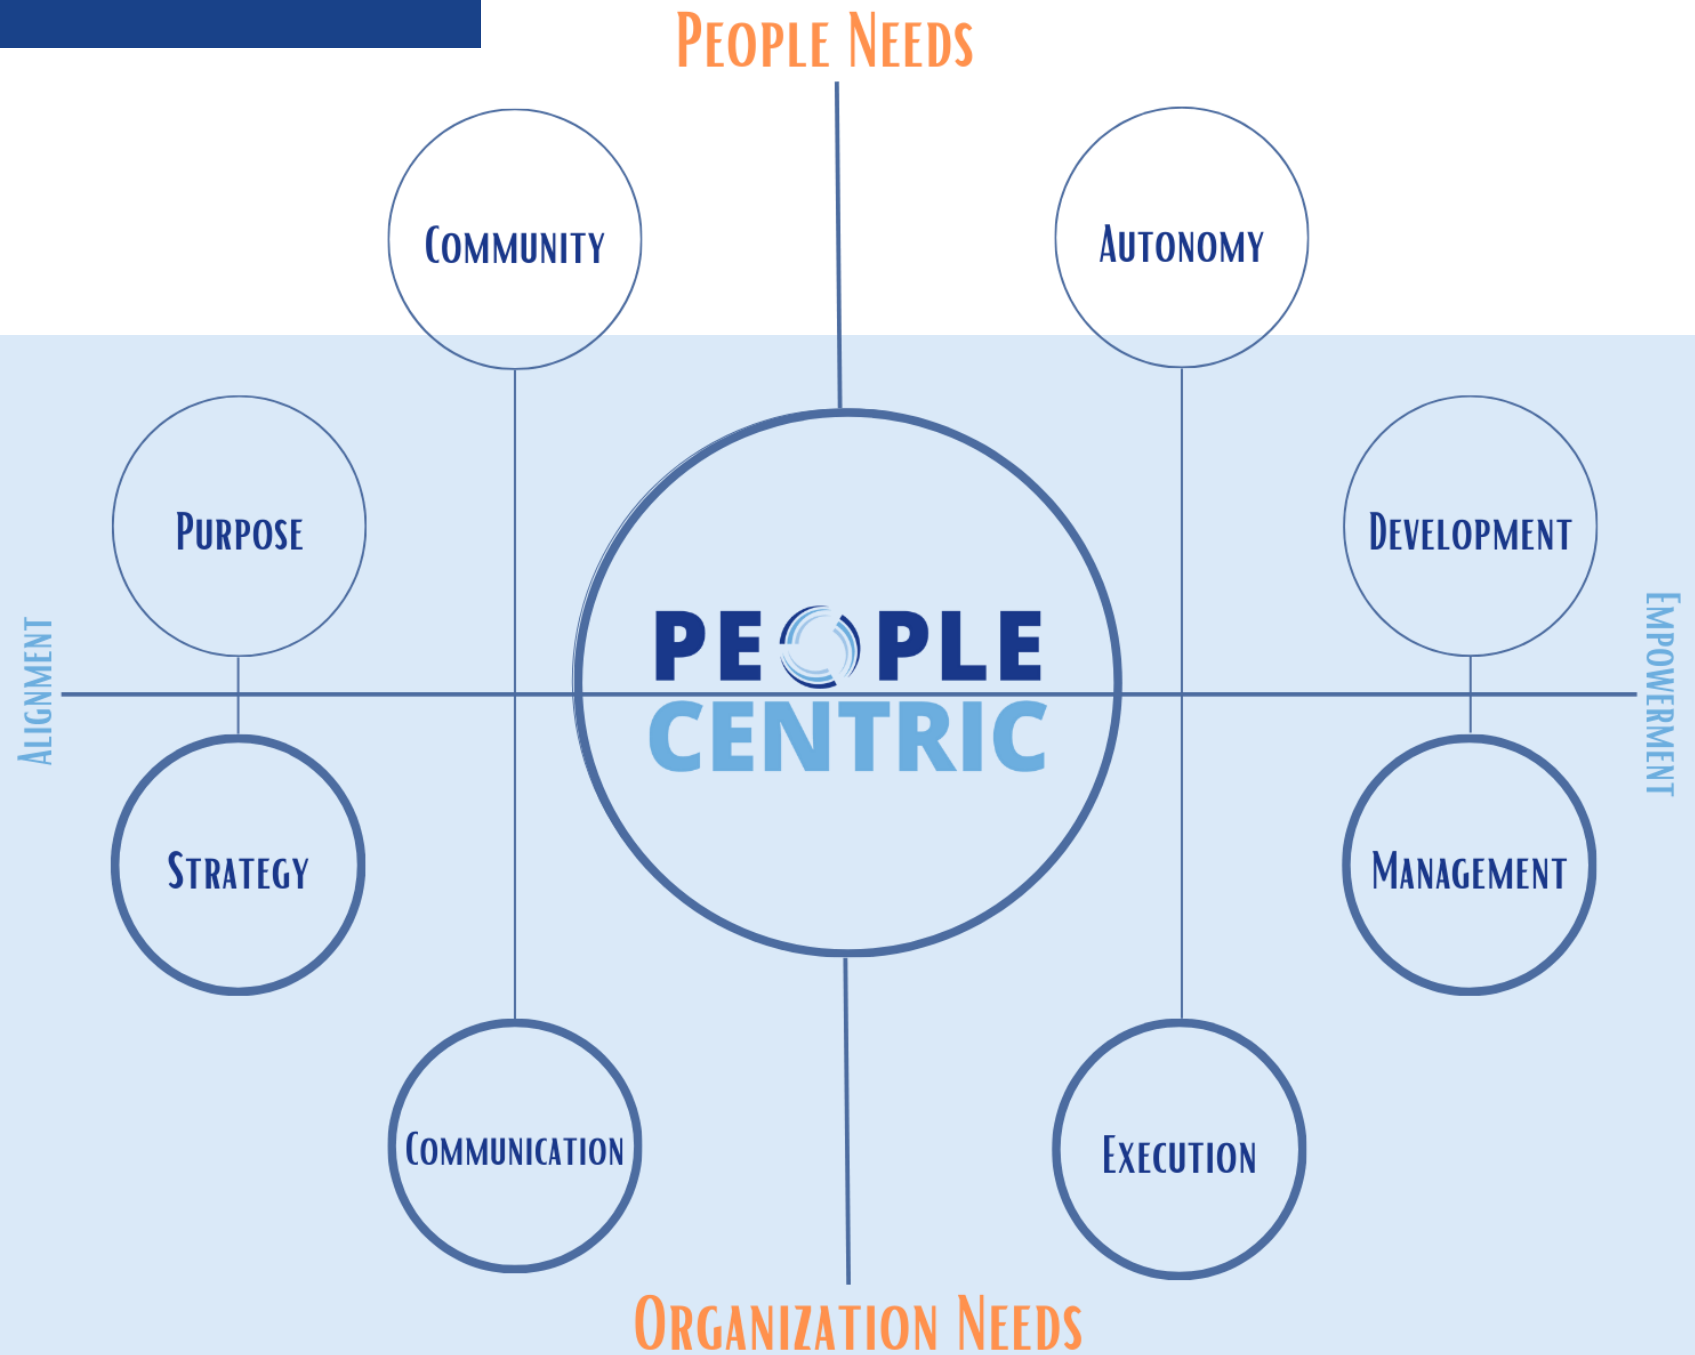 People Needs
Community
Autonomy
Purpose
Development
Alignment
PEOPLE
CENTRIC
Empowerment
Strategy
Management
Communication
Execution
Organization Needs